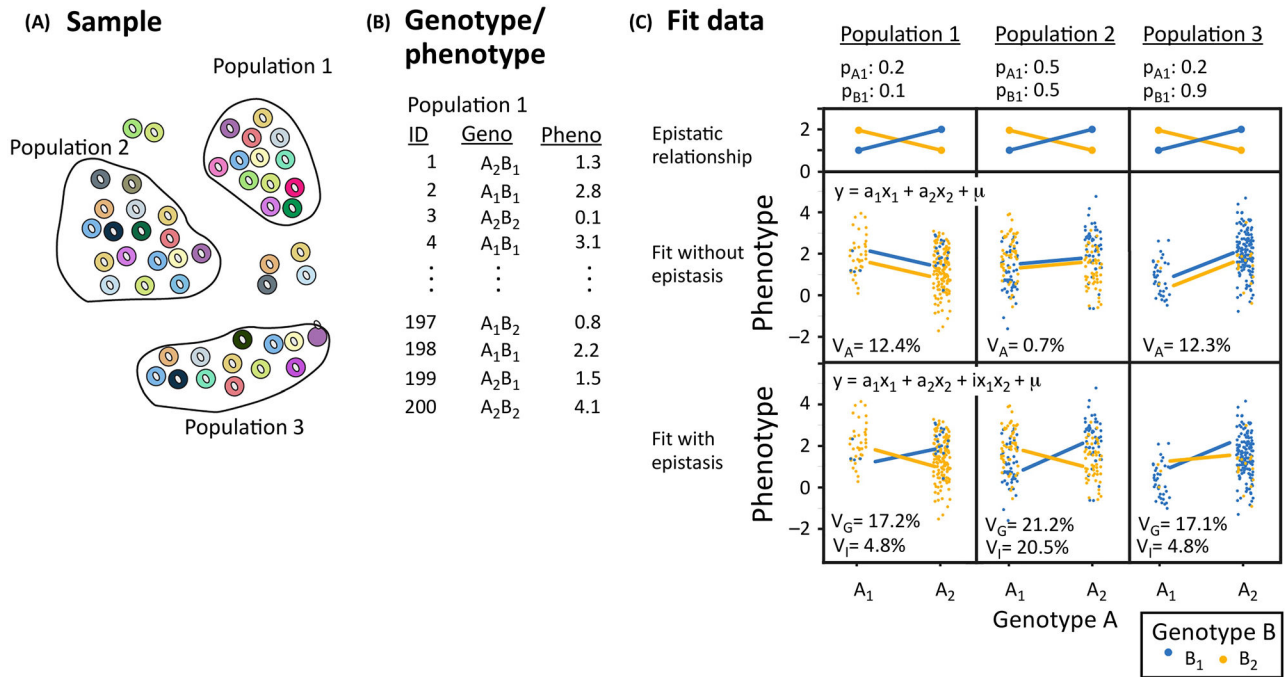 (A) Sample
Population 1
Population 2
Population 3
(B) Genotype/
phenotype
Population 1
ID Geno Pheno
1 A2B1 1.3
2 A1B1 2.8
3 A2B2 0.1
4 A1B1 3.1
⋮ ⋮ ⋮
197 A1B2 0.8
198 A1B1 2.2
199 A2B1 1.5
200 A2B2 4.1
(C) Fit data
Population 1 Population 2 Population 3
pA1: 0.2 pA1: 0.5 pA1: 0.2
pB1: 0.1 pB1: 0.5 pB1: 0.9
Epistatic
relationship
2
0
Phenotype
y = a1x1 + a2x2 + μ
Fit without
epistasis
4
2
0
−2
VA= 12.4% VA= 0.7% VA= 12.3%
Phenotype
y = a1x1 + a2x2 + ix1x2 + μ
Fit with
epistasis
4
2
0
−2
VG= 17.2% VG= 21.2% VG= 17.1%
VI= 4.8% VI= 20.5% VI= 4.8%
A1 A2 A1 A2 A1 A2
Genotype A
Genotype B
B1 B2